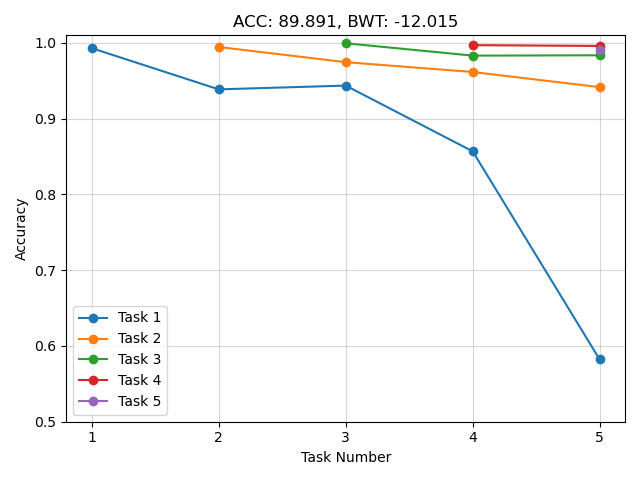 ACC: 89.891, BWT: -12.015
1.0
0.9
0.8
0.7
0.6
0.5
Accuracy
Task 1
Task 2
Task 3
Task 4
Task 5
1 2 3 4 5
Task Number